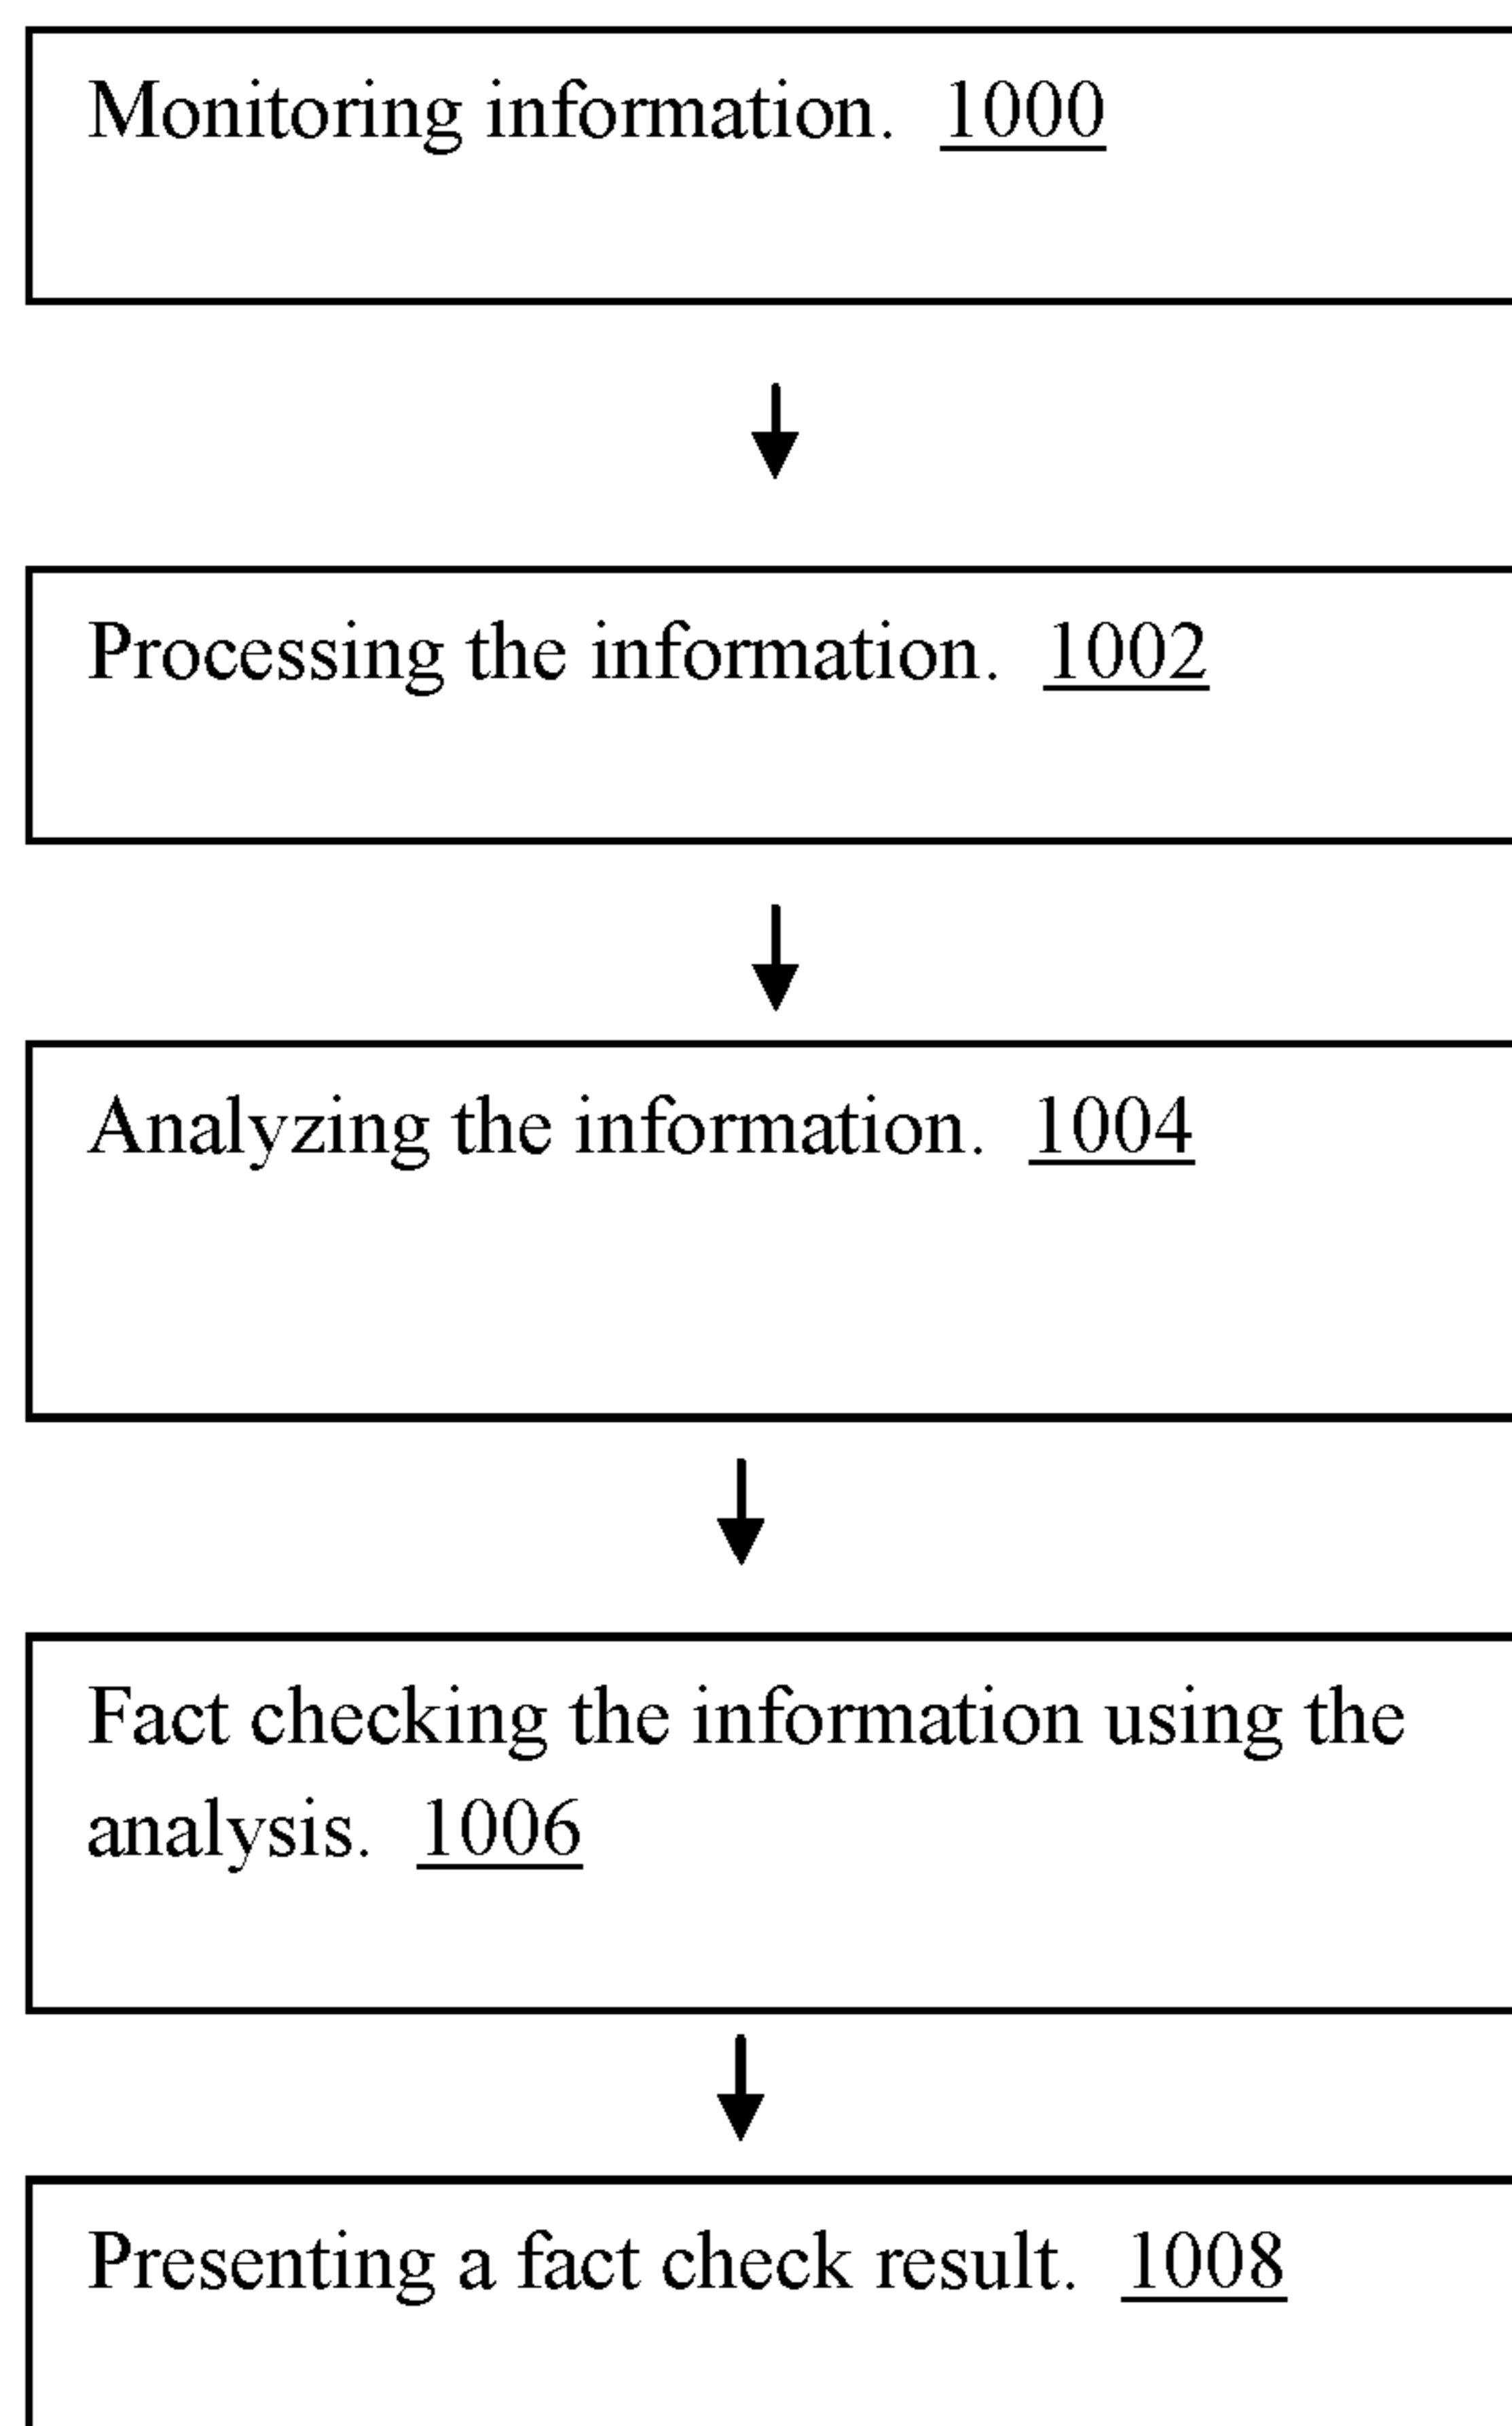 Monitoring information. 1000
Processing the information. 1002
Analyzing the information. 1004
Fact checking the information using the
analysis. 1006
Presenting a fact check result. 1008